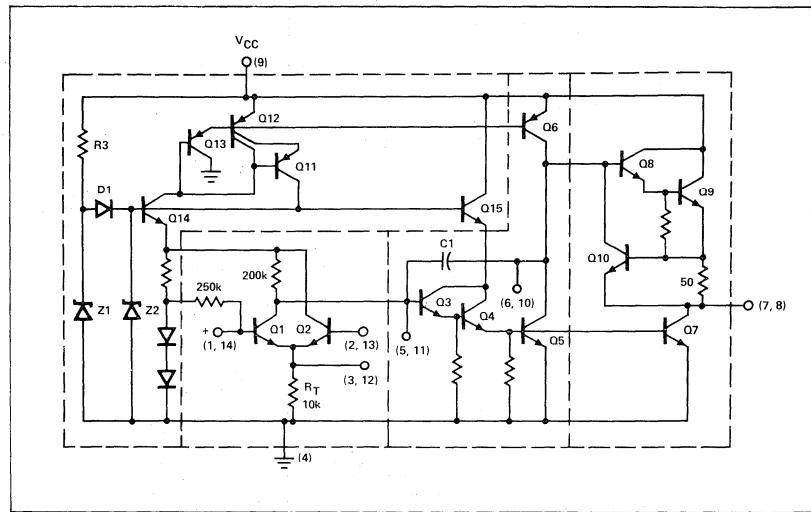 VCC
(9)
R3
Q12
Q13
Q11
Q6
Q8
Q9
D1
Q14
Q15
C1
Q10
50
200k
250k
Q3
(6, 10)
Z1
Z2
+
(1, 14)
Q1
Q2
(2, 13)
Q4
Q5
Q7
(7, 8)
(5, 11)
(3, 12)
RT
10k
(4)